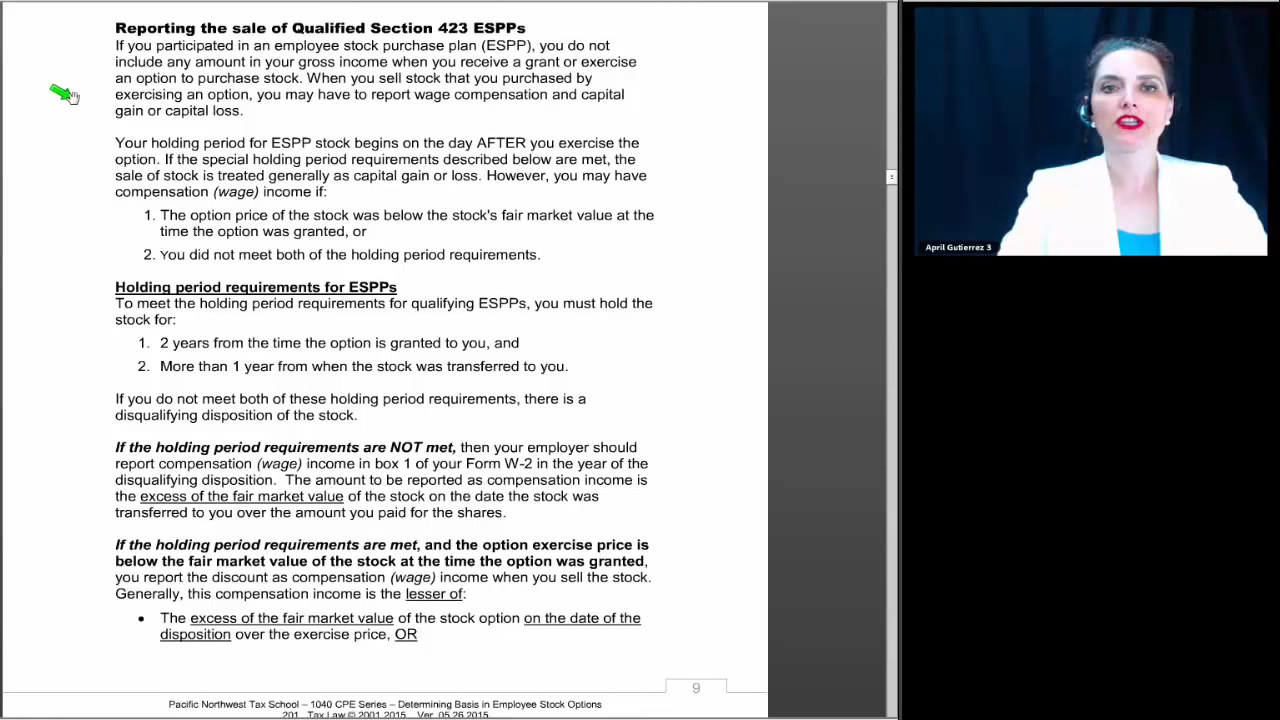 Reporting the sale of Qualified Section 423 ESPPs
If you participated in an employee stock purchase plan (ESPP), you do not
include any amount in your gross income when you receive a grant or exercise
an option to purchase stock. When you sell stock that you purchased by
exercising an option, you may have to report wage compensation and capital
gain or capital loss.
Your holding period for ESPP stock begins on the day AFTER you exercise the
option. If the special holding period requirements described below are met, the
sale of stock is treated generally as capital gain or loss. However, you may have
compensation (wage) income if:
1. The option price of the stock was below the stock's fair market value at the
time the option was granted, or
2. You did not meet both of the holding period requirements.
Holding period requirements for ESPPs
To meet the holding period requirements for qualifying ESPPs, you must hold the
stock for:
1. 2 years from the time the option is granted to you, and
2. More than 1 year from when the stock was transferred to you.
If you do not meet both of these holding period requirements, there is a
disqualifying disposition of the stock.
If the holding period requirements are NOT met, then your employer should
report compensation (wage) income in box 1 of your Form W-2 in the year of the
disqualifying disposition. The amount to be reported as compensation income is
the excess of the fair market value of the stock on the date the stock was
transferred to you over the amount you paid for the shares.
If the holding period requirements are met, and the option exercise price is
below the fair market value of the stock at the time the option was granted,
you report the discount as compensation (wage) income when you sell the stock.
Generally, this compensation income is the lesser of:
• The excess of the fair market value of the stock option on the date of the
disposition over the exercise price, OR
9
Pacific Northwest Tax School – 1040 CPE Series – Determining Basis in Employee Stock Options
201 Tax Law © 2001 2015 Ver. 05.26.2015
April Gutierrez 3